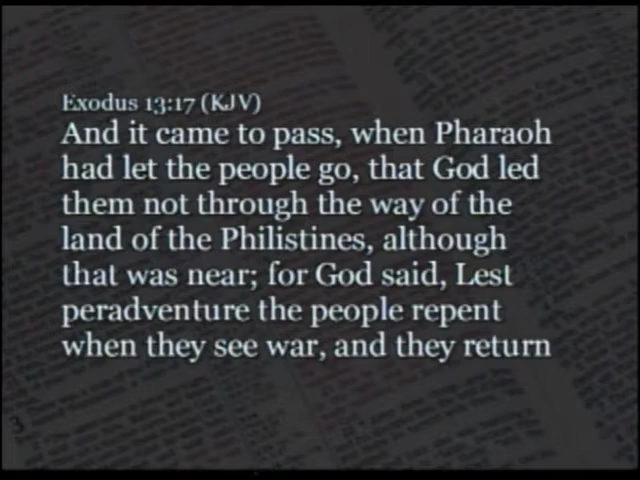 Exodus 13:17 (KJV)
And it came to pass, when Pharaoh
had let the people go, that God led
them not through the way of the
land of the Philistines, although
that was near; for God said, Lest
peradventure the people repent
when they see war, and they return